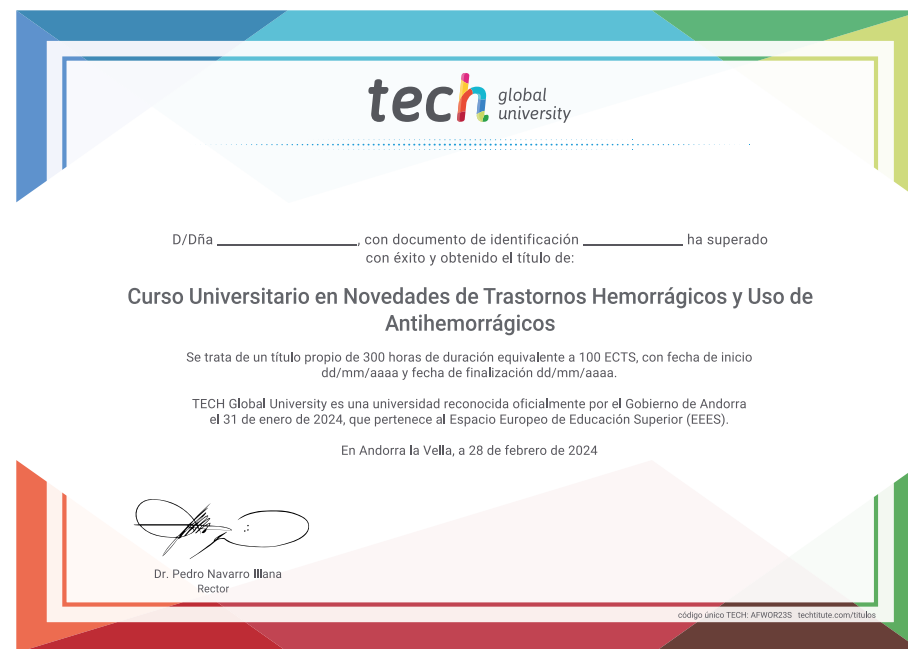 tech global university
D/Dña ________________, con documento de identificación ____________ ha superado
con éxito y obtenido el título de:
Curso Universitario en Novedades de Trastornos Hemorrágicos y Uso de
Antihemorrágicos
Se trata de un título propio de 300 horas de duración equivalente a 100 ECTS, con fecha de inicio
dd/mm/aaaa y fecha de finalización dd/mm/aaaa.
TECH Global University es una universidad reconocida oficialmente por el Gobierno de Andorra
el 31 de enero de 2024, que pertenece al Espacio Europeo de Educación Superior (EEES).
En Andorra la Vella, a 28 de febrero de 2024
Dr. Pedro Navarro Illana
Rector
código único TECH: AFWOR23S techtitute.com/titulos